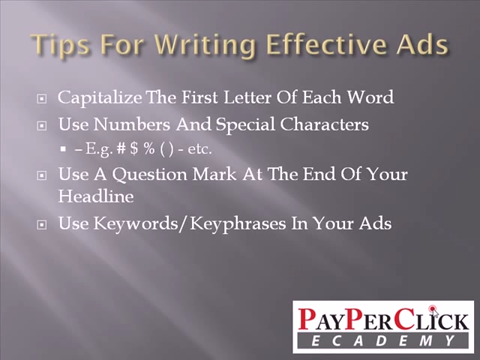 Tips For Writing Effective Ads
Capitalize The First Letter Of Each Word
Use Numbers And Special Characters
– E.g. # $ % ( ) - etc.
Use A Question Mark At The End Of Your
Headline
Use Keywords/Keyphrases In Your Ads
PAYPERCLICK
ECADEMY